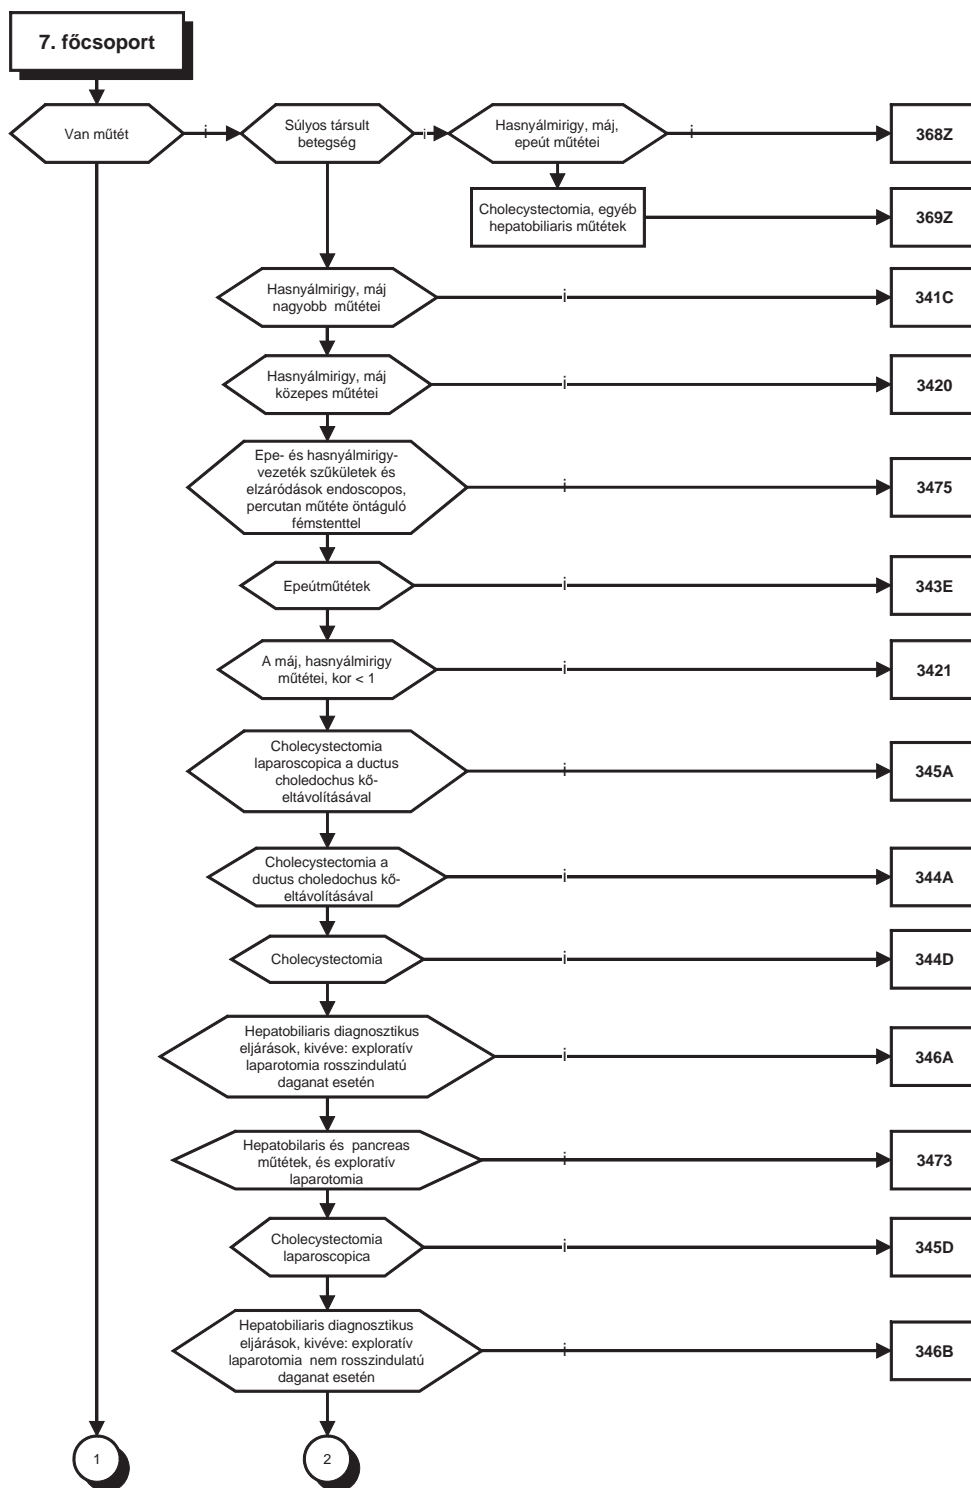 7. főcsoport
Van műtét
i
Súlyos társult
betegség
i
Hasnyálmirigy, máj,
epeút műtétei
i
368Z
Cholecystectomia, egyéb
hepatobiliaris műtétek
369Z
Hasnyálmirigy, máj
nagyobb műtétei
i
341C
Hasnyálmirigy, máj
közepes műtétei
i
3420
Epe- és hasnyálmirigy-
vezeték szűkületek és
elzáródások endoscopos,
percutan műtéte öntáguló
fémstenttel
i
3475
Epeútműtétek
i
343E
A máj, hasnyálmirigy
műtétei, kor < 1
i
3421
Cholecystectomia
laparoscopica a ductus
choledochus kő-
eltávolításával
i
345A
Cholecystectomia a
ductus choledochus kő-
eltávolításával
i
344A
Cholecystectomia
i
344D
Hepatobiliaris diagnosztikus
eljárások, kivéve: exploratív
laparotomia rosszindulatú
daganat esetén
i
346A
Hepatobilaris és pancreas
műtétek, és exploratív
laparotomia
i
3473
Cholecystectomia
laparoscopica
i
345D
Hepatobiliaris diagnosztikus
eljárások, kivéve: exploratív
laparotomia nem rosszindulatú
daganat esetén
i
346B
1
2